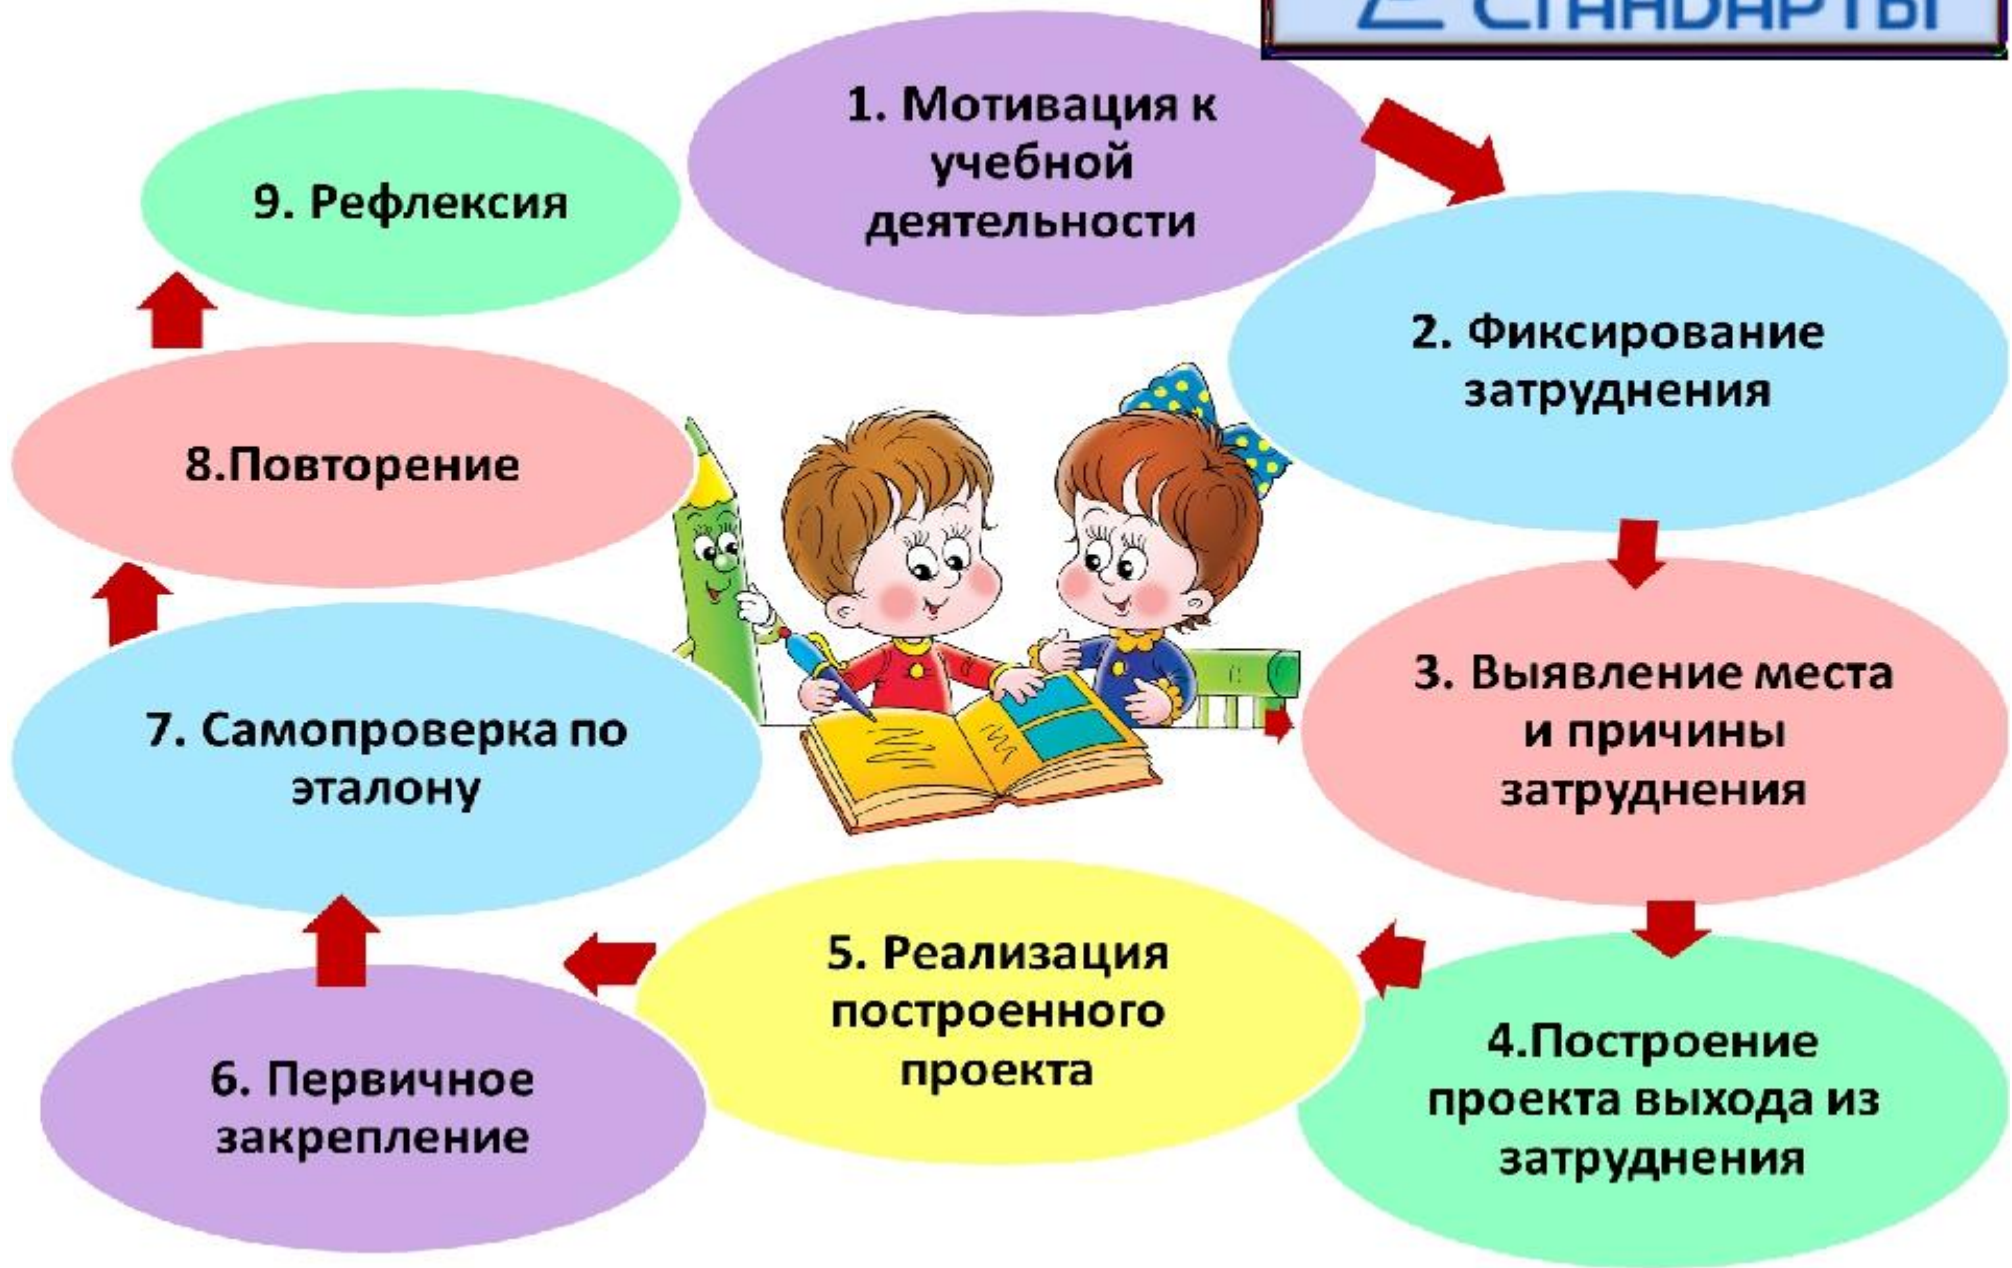 СТАНДАРТЫ
1. Мотивация к
учебной
деятельности
2. Фиксирование
затруднения
3. Выявление места
и причины
затруднения
4.Построение
проекта выхода из
затруднения
5. Реализация
построенного
проекта
6. Первичное
закрепление
7. Самопроверка по
эталону
8.Повторение
9. Рефлексия